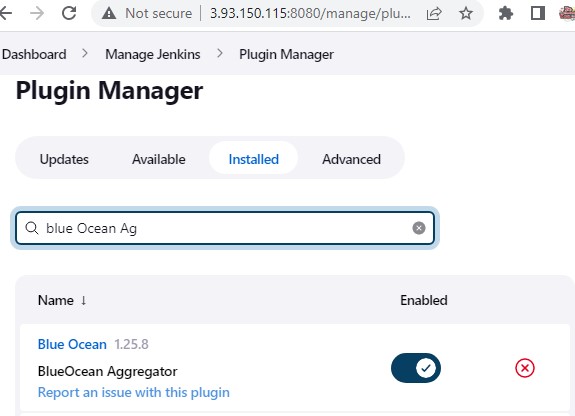 Not secure | 3.93.150.115:8080/manage/plu...
Dashboard > Manage Jenkins > Plugin Manager
Plugin Manager
Updates Available Installed Advanced
blue Ocean Ag
Name ↓ Enabled
Blue Ocean 1.25.8
BlueOcean Aggregator
Report an issue with this plugin